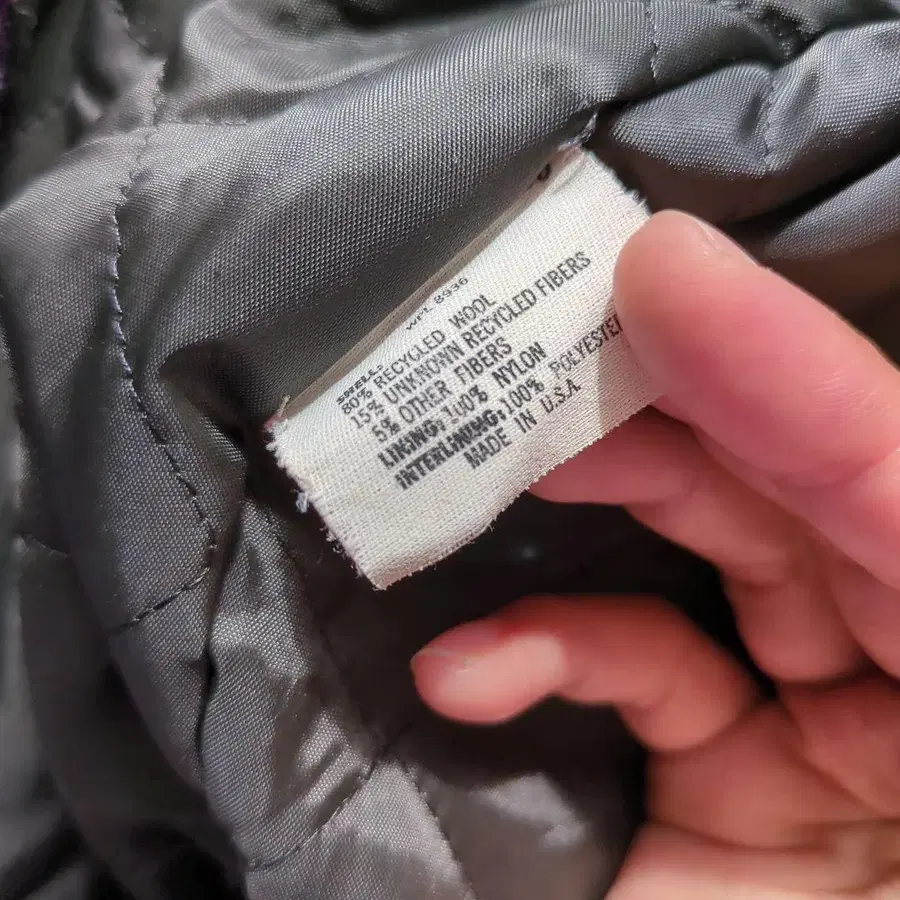 WPL 8936
SHELL:
80% RECYCLED WOOL
15% UNKNOWN RECYCLED FIBERS
5% OTHER FIBERS
LINING: 100% NYLON
INTERLINING: 100% POLYESTER
MADE IN U.S.A